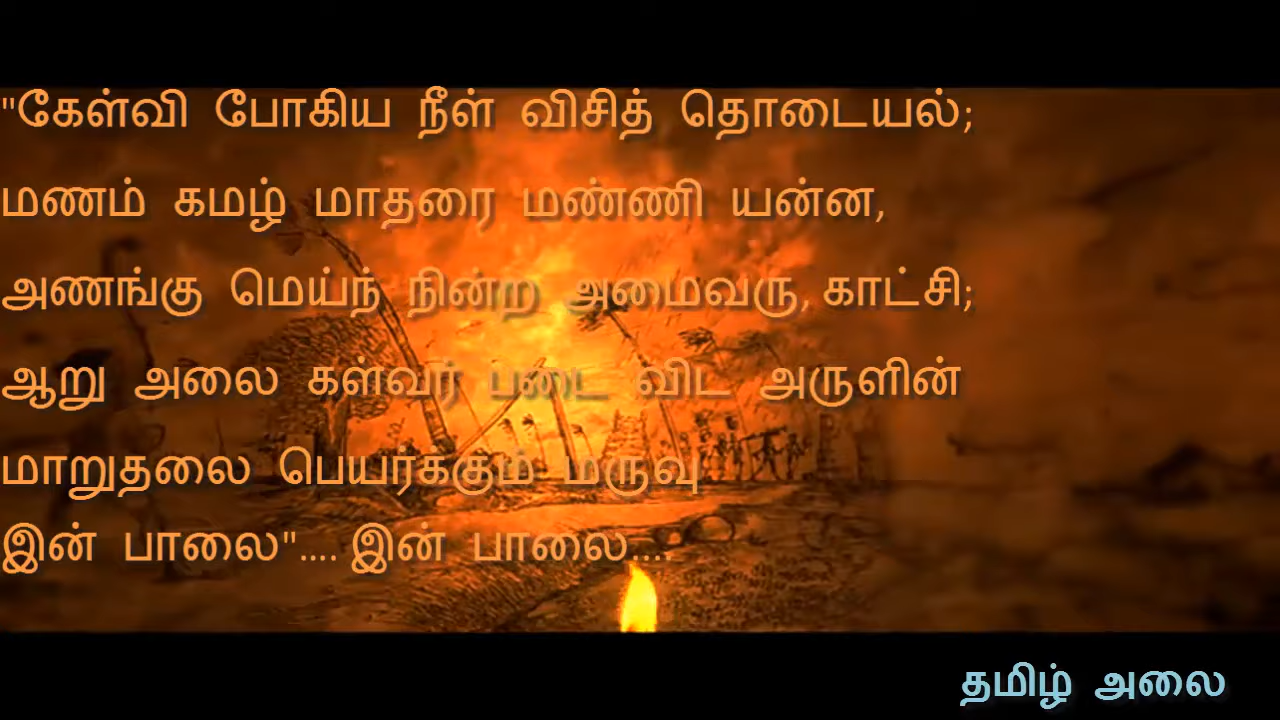 "கேள்வி போகிய நீள் விசித் தொடையல்;
மணம் கமழ் மாதரை மண்ணி யன்ன,
அணங்கு மெய்ந் நின்ற அமைவரு, காட்சி;
ஆறு அலை கள்வர் படை விட அருளின்
மாறுதலை பெயர்க்கும் மருவு
இன் பாலை".... இன் பாலை....
தமிழ் அலை